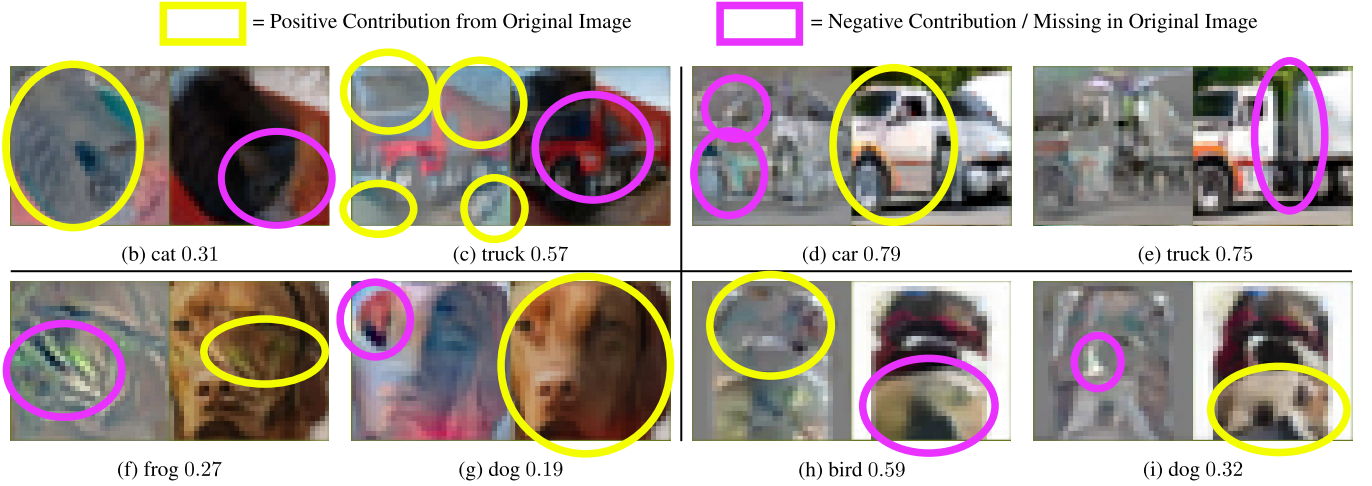 = Positive Contribution from Original Image
= Negative Contribution / Missing in Original Image
(b) cat 0.31
(c) truck 0.57
(d) car 0.79
(e) truck 0.75
(f) frog 0.27
(g) dog 0.19
(h) bird 0.59
(i) dog 0.32